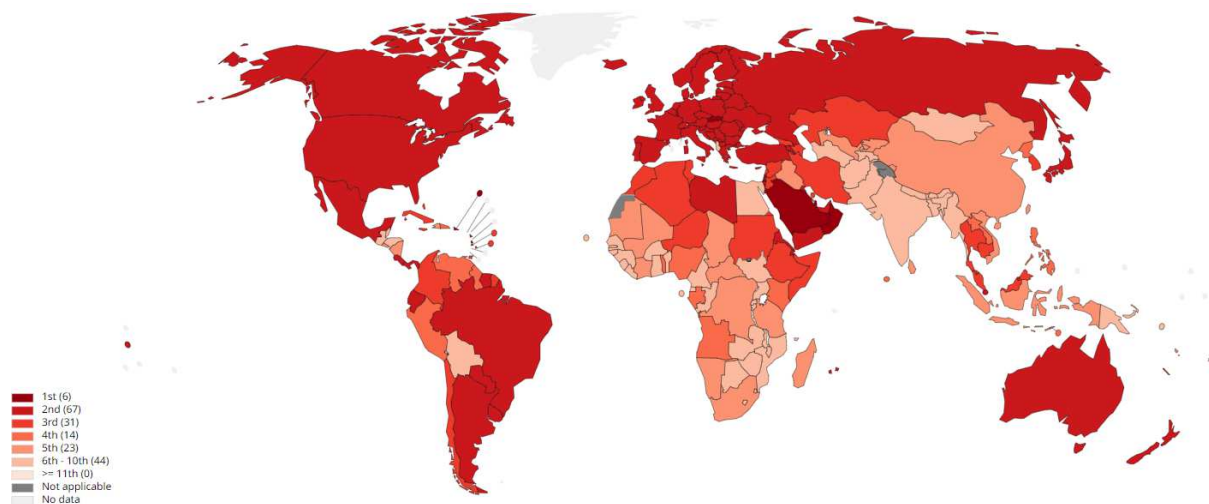 1st (6)
2nd (67)
3rd (31)
4th (14)
5th (23)
6th - 10th (44)
>= 11th (0)
Not applicable
No data